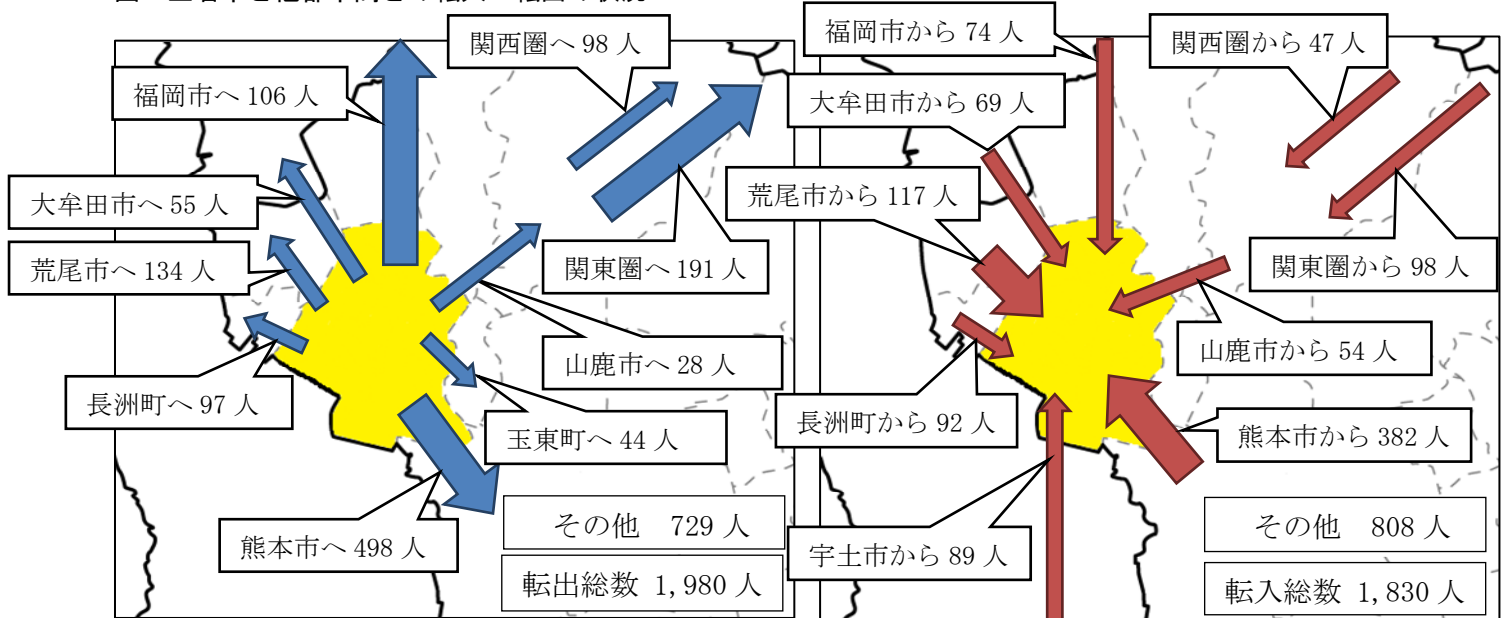 関西圏へ 98 人
福岡市へ 106 人
大牟田市へ 55 人
荒尾市へ 134 人
関東圏へ 191 人
山鹿市へ 28 人
長洲町へ 97 人
玉東町へ 44 人
熊本市へ 498 人
その他 729 人
転出総数 1,980 人
福岡市から 74 人
関西圏から 47 人
大牟田市から 69 人
荒尾市から 117 人
関東圏から 98 人
山鹿市から 54 人
長洲町から 92 人
熊本市から 382 人
宇土市から 89 人
その他 808 人
転入総数 1,830 人